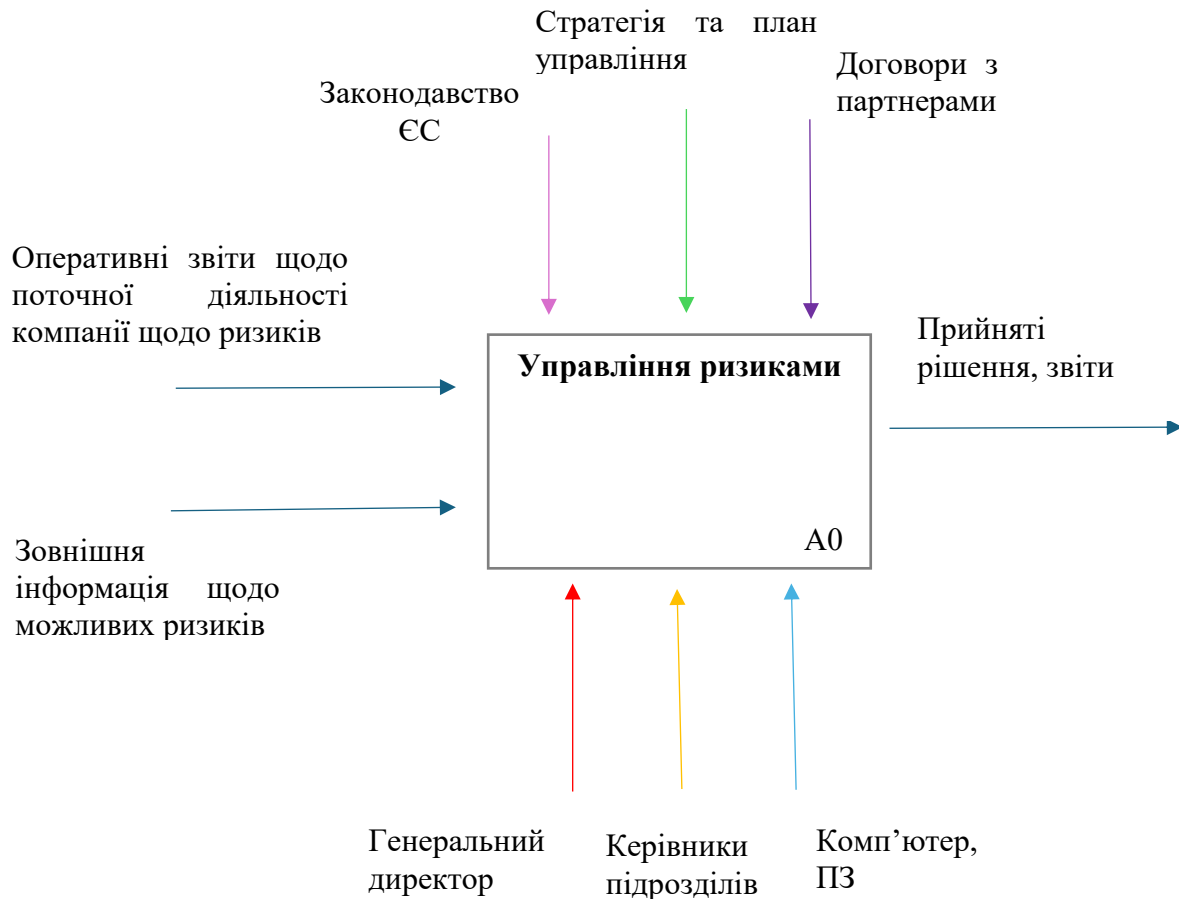 Стратегія та план
управління
Законодавство
ЄС
Договори з
партнерами
Оперативні звіти щодо
поточної діяльності
компанії щодо ризиків
Управління ризиками
Прийняті
рішення, звіти
А0
Зовнішня
інформація щодо
можливих ризиків
Генеральний
директор
Керівники
підрозділів
Комп’ютер,
ПЗ